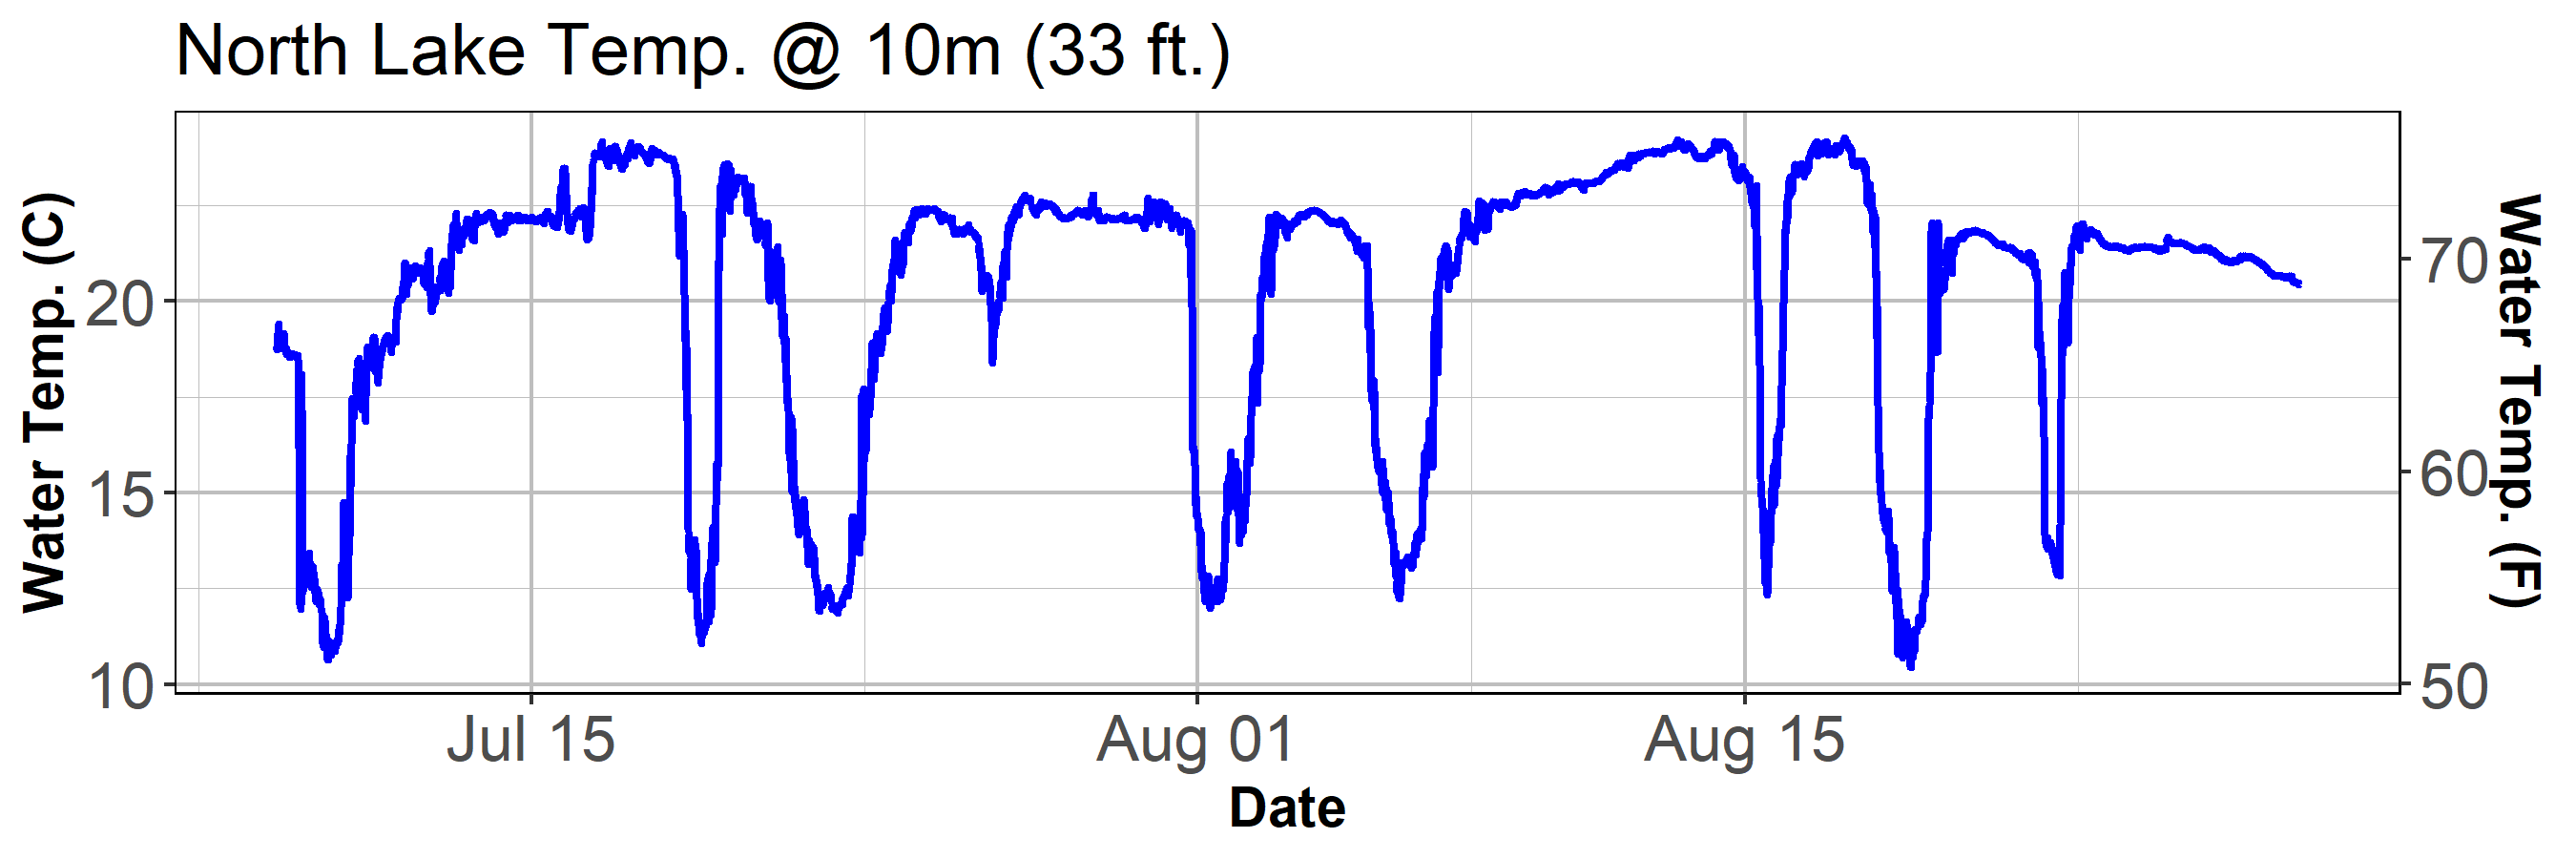 North Lake Temp. @ 10m (33 ft.)
Water Temp. (C)
20
15
10
70
60
50
Water Temp. (F)
Jul 15
Aug 01
Aug 15
Date